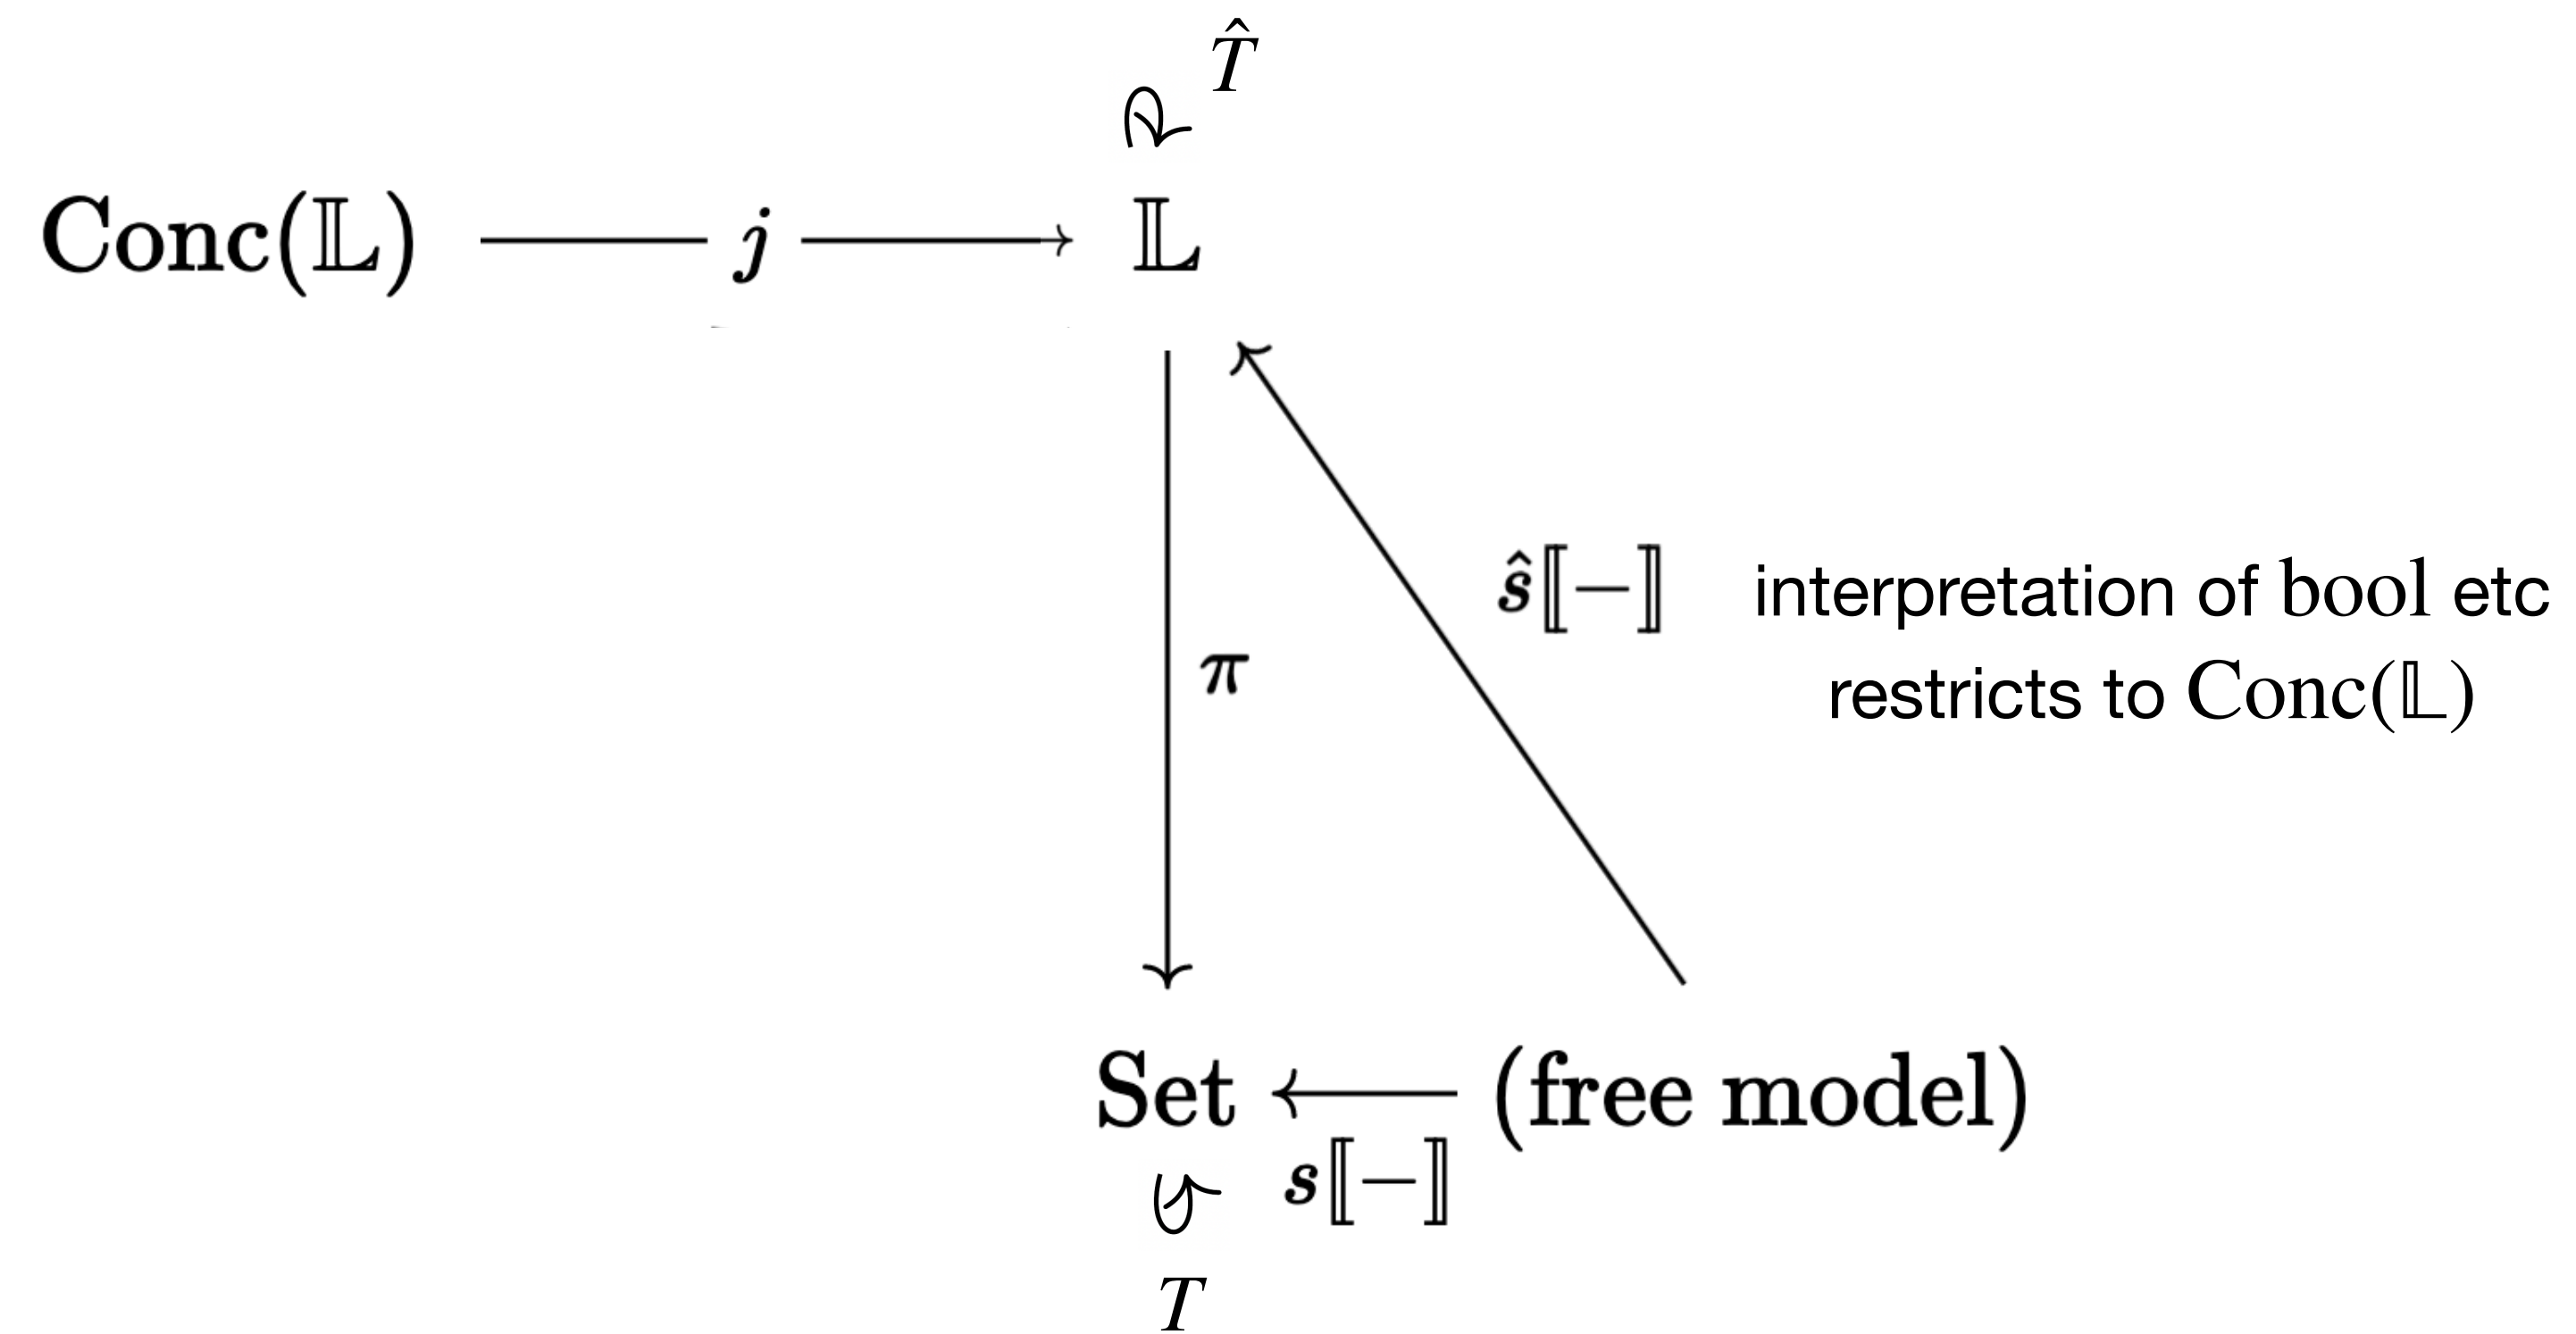 T̂
Conc(𝕃) j 𝕃
ŝ⟦−⟧ interpretation of bool etc
restricts to Conc(𝕃)
π
Set (free model)
s⟦−⟧
T